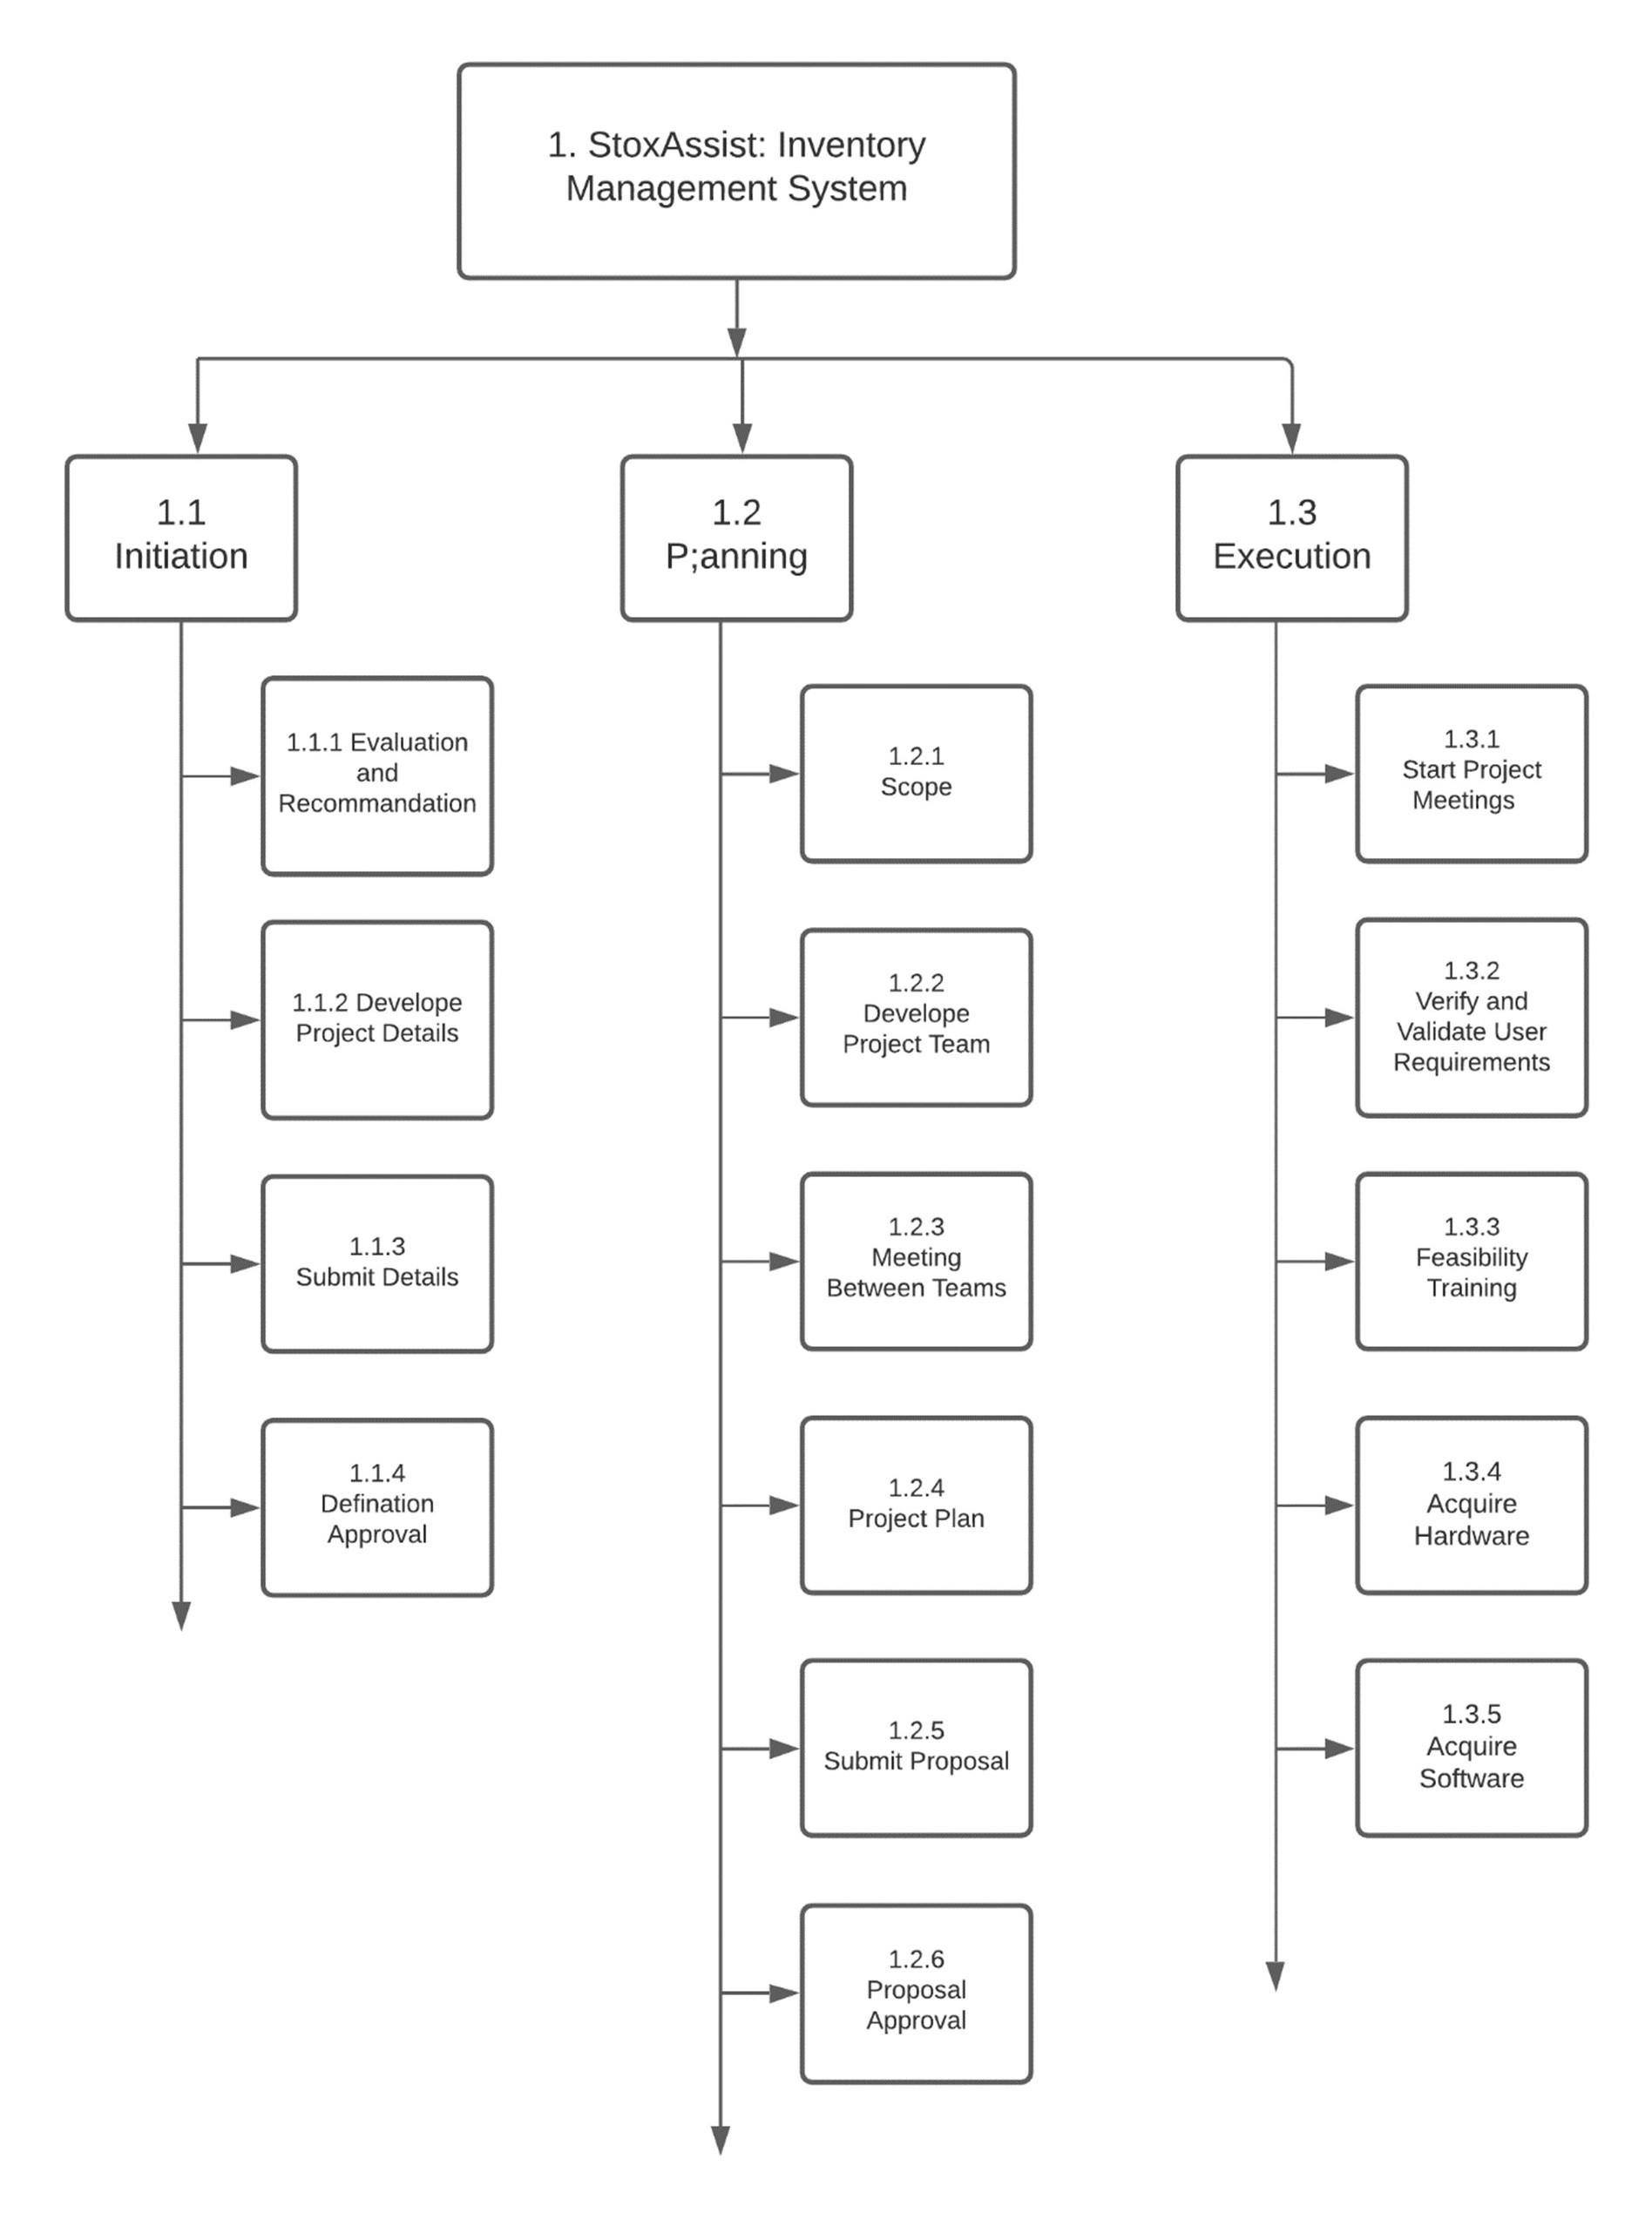 1. StoxAssist: Inventory
Management System
1.1
Initiation
1.2
P;anning
1.3
Execution
1.1.1 Evaluation
and
Recommandation
1.1.2 Develope
Project Details
1.1.3
Submit Details
1.1.4
Defination
Approval
1.2.1
Scope
1.2.2
Develope
Project Team
1.2.3
Meeting
Between Teams
1.2.4
Project Plan
1.2.5
Submit Proposal
1.2.6
Proposal
Approval
1.3.1
Start Project
Meetings
1.3.2
Verify and
Validate User
Requirements
1.3.3
Feasibility
Training
1.3.4
Acquire
Hardware
1.3.5
Acquire
Software